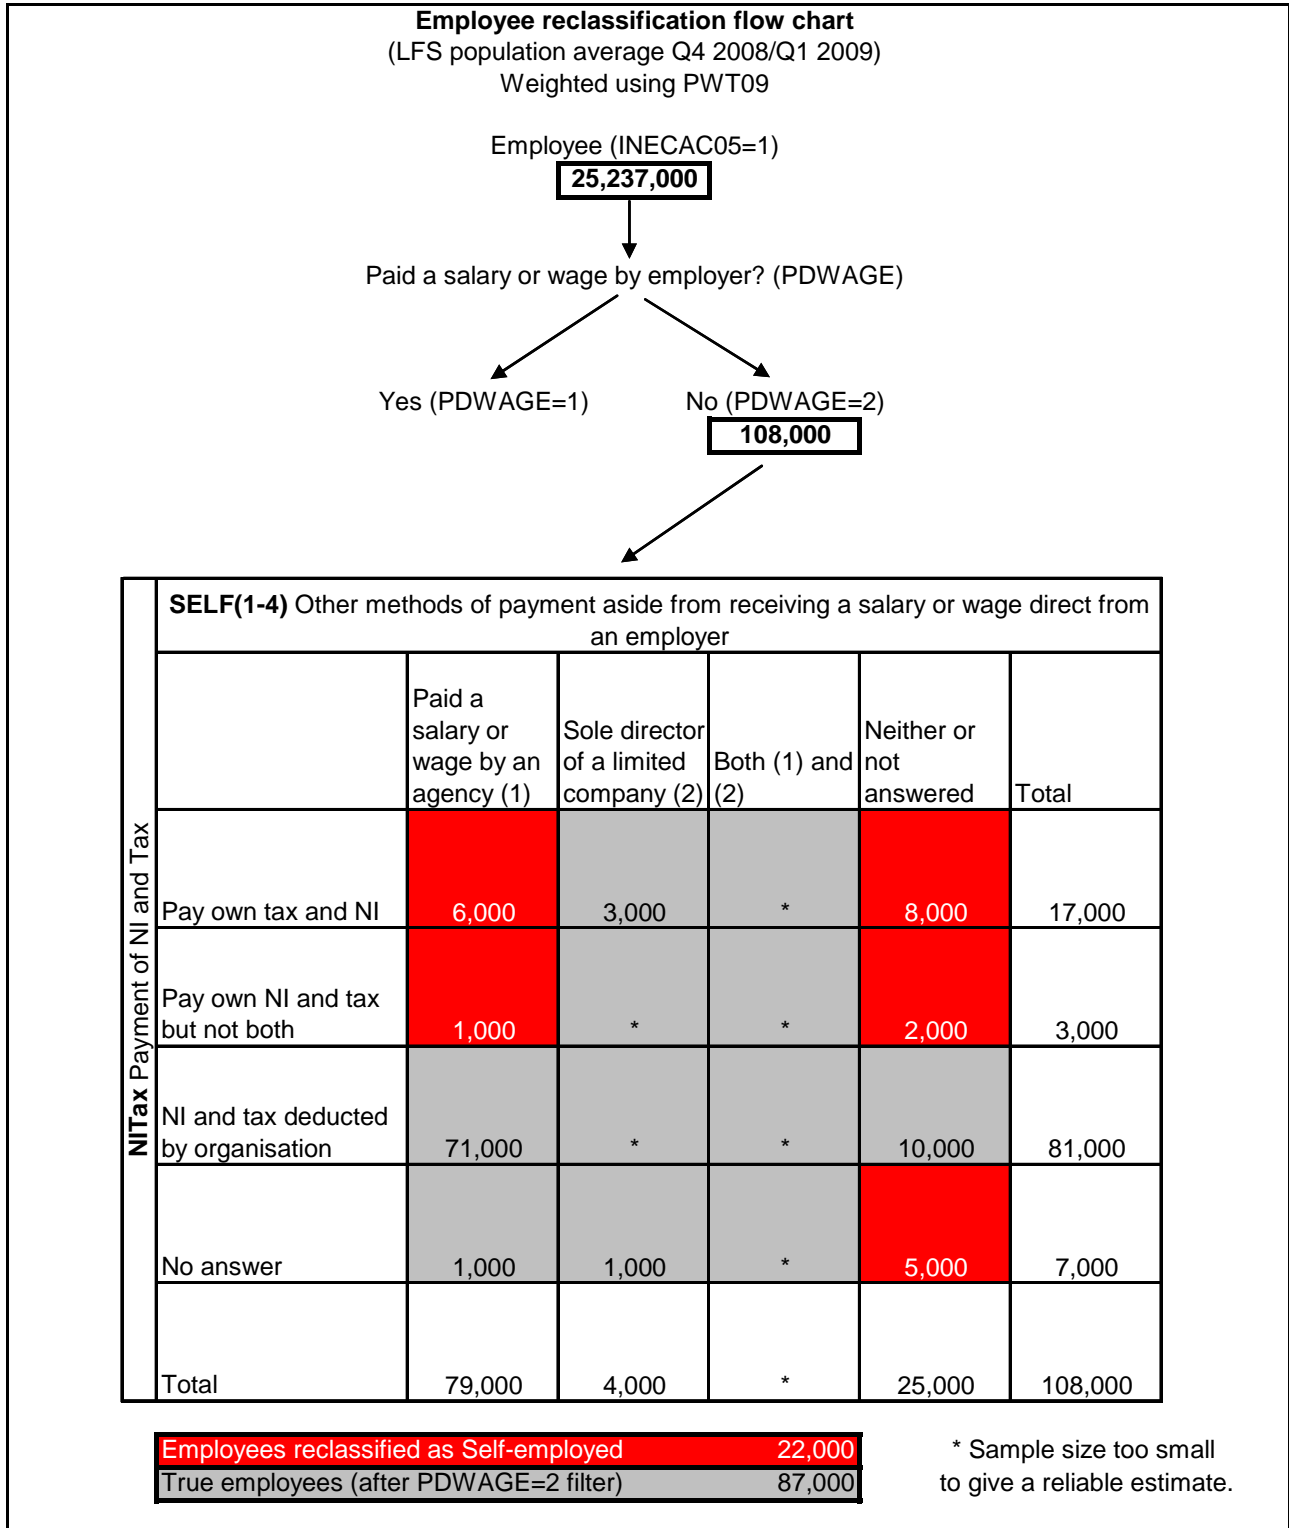 Employee reclassification flow chart
(LFS population average Q4 2008/Q1 2009)
Weighted using PWT09
Employee (INECAC05=1)
25,237,000
Paid a salary or wage by employer? (PDWAGE)
Yes (PDWAGE=1) No (PDWAGE=2)
108,000
NITax Payment of NI and Tax
SELF(1-4) Other methods of payment aside from receiving a salary or wage direct from
an employer
Paid a
salary or
wage by an
agency (1)
Sole director
of a limited
company (2)
Both (1) and
(2)
Neither or
not
answered
Total
Pay own tax and NI 6,000 3,000 * 8,000 17,000
Pay own NI and tax
but not both 1,000 * * 2,000 3,000
NI and tax deducted
by organisation 71,000 * * 10,000 81,000
No answer 1,000 1,000 * 5,000 7,000
Total 79,000 4,000 * 25,000 108,000
Employees reclassified as Self-employed 22,000
True employees (after PDWAGE=2 filter) 87,000
* Sample size too small
to give a reliable estimate.